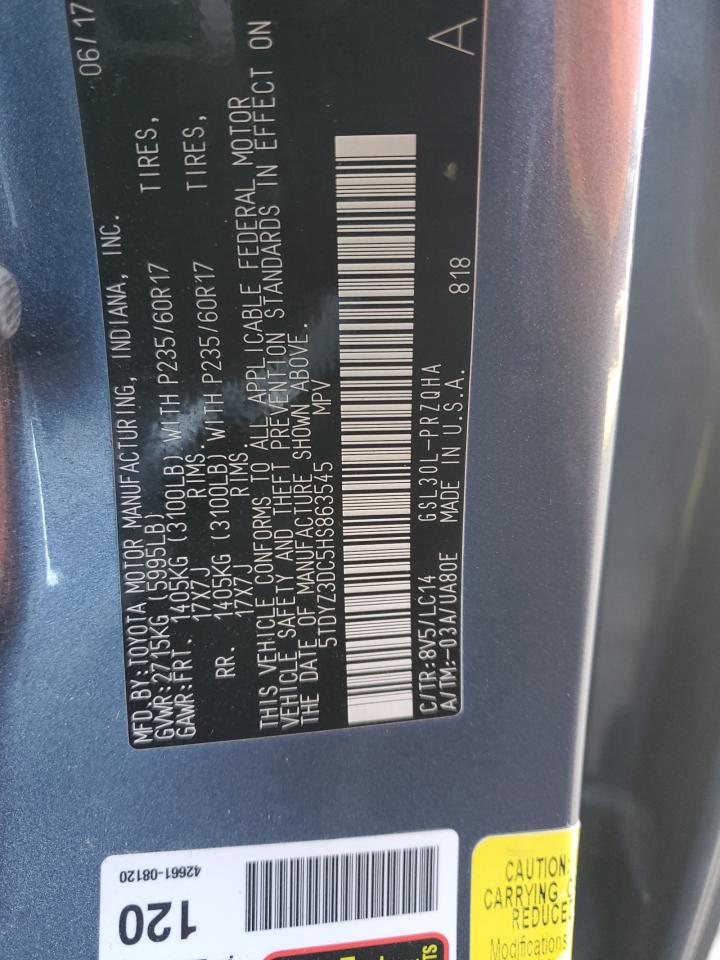 MFD.BY:TOYOTA MOTOR MANUFACTURING, INDIANA, INC. 06/17
GVWR:2715KG (5995LB)
GAWR:FRT. 1405KG (3100LB) WITH P235/60R17 TIRES,
17X7J RIMS.
RR. 1405KG (3100LB) WITH P235/60R17 TIRES,
17X7J RIMS.
THIS VEHICLE CONFORMS TO ALL APPLICABLE FEDERAL MOTOR
VEHICLE SAFETY AND THEFT PREVENTION STANDARDS IN EFFECT ON
THE DATE OF MANUFACTURE SHOWN ABOVE.
5TDYZ3DC5HS863545 MPV
C/TR:8V5/LC14 GSL30L-PRZQHA 818 A
A/TM:-03A/UA80E MADE IN U.S.A.
42661-08120
120
CAUTION:
CARRYING
REDUCE
Modifications